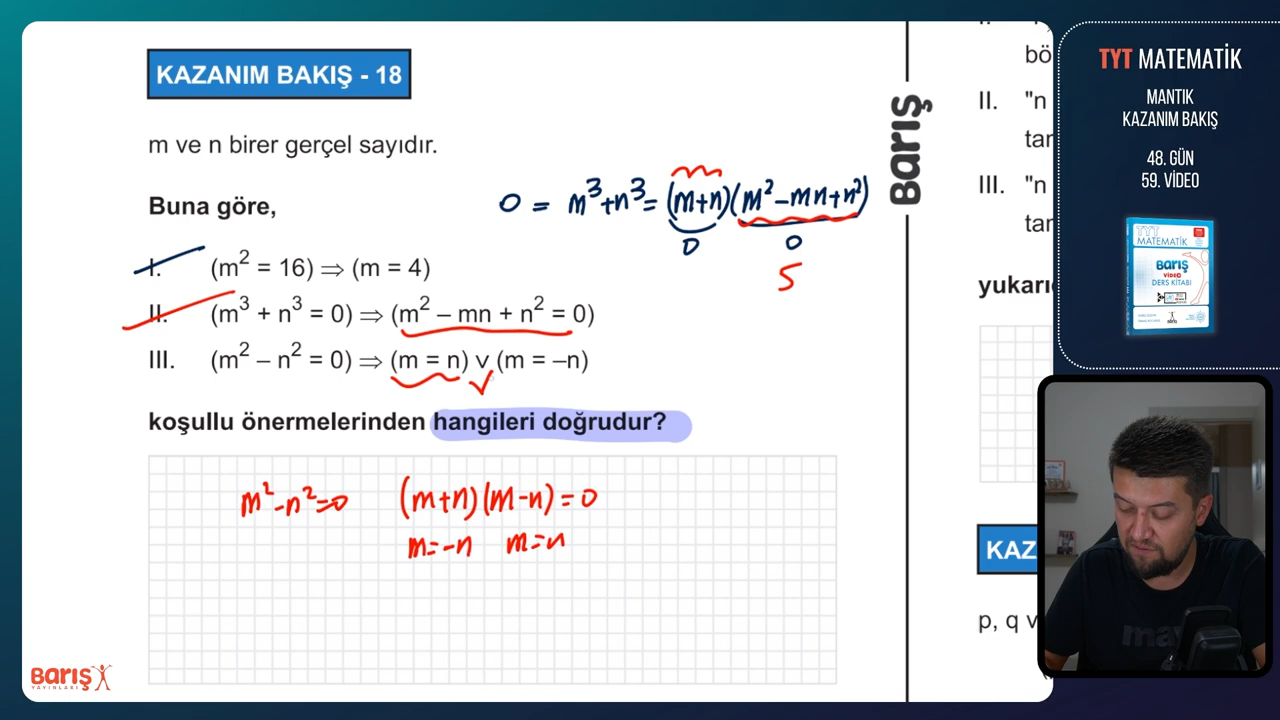 KAZANIM BAKIŞ - 18
m ve n birer gerçel sayıdır.
Buna göre,
0 = m³+n³ = (m+n)(m²-mn+n²)
0 0
5
I. (m² = 16) ⇒ (m = 4)
II. (m³ + n³ = 0) ⇒ (m² – mn + n² = 0)
III. (m² – n² = 0) ⇒ (m = n) ∨ (m = –n)
koşullu önermelerinden hangileri doğrudur?
m²-n²=0 (m+n)(m-n)=0
m=-n m=n
BARIŞ YAYINLARI
Barış
bö
II. "n
tar
III. "n
tar
yukarı
KAZ
p, q v
TYT MATEMATİK
MANTIK
KAZANIM BAKIŞ
48. GÜN
59. VİDEO
TYT
MATEMATİK
Barış
VİDEO
DERS KİTABI